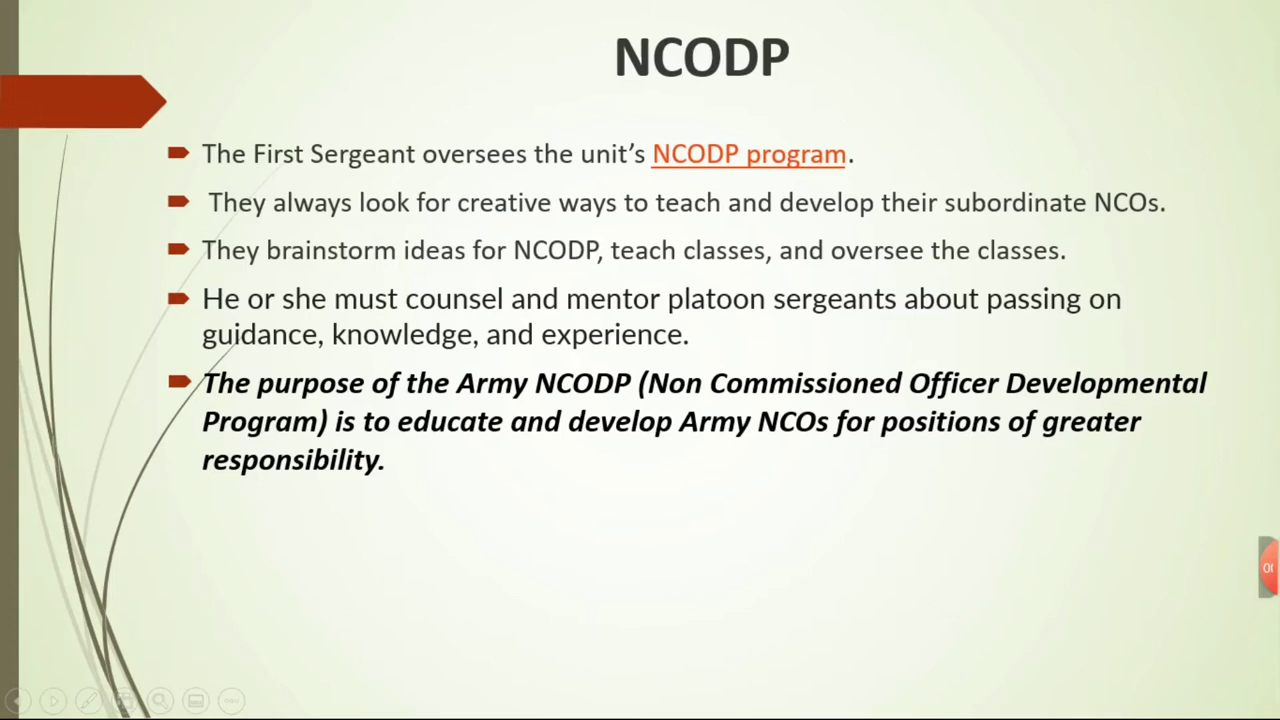 NCODP
The First Sergeant oversees the unit's NCODP program.
They always look for creative ways to teach and develop their subordinate NCOs.
They brainstorm ideas for NCODP, teach classes, and oversee the classes.
He or she must counsel and mentor platoon sergeants about passing on
guidance, knowledge, and experience.
The purpose of the Army NCODP (Non Commissioned Officer Developmental
Program) is to educate and develop Army NCOs for positions of greater
responsibility.